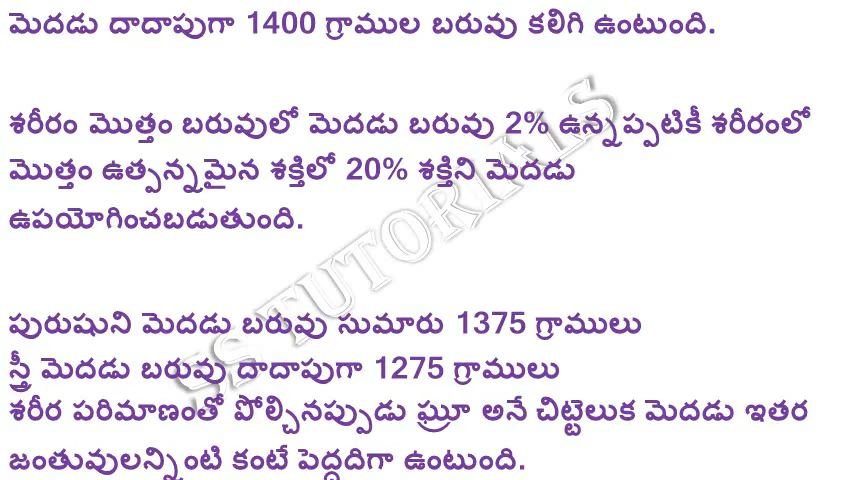 మెదడు దాదాపుగా 1400 గ్రాముల బరువు కలిగి ఉంటుంది.
శరీరం మొత్తం బరువులో మెదడు బరువు 2% ఉన్నప్పటికీ శరీరంలో
మొత్తం ఉత్పన్నమైన శక్తిలో 20% శక్తిని మెదడు
ఉపయోగించబడుతుంది.
SS TUTORIALS
పురుషుని మెదడు బరువు సుమారు 1375 గ్రాములు
స్త్రీ మెదడు బరువు దాదాపుగా 1275 గ్రాములు
శరీర పరిమాణంతో పోల్చినప్పుడు ఘ్రూ అనే చిట్టెలుక మెదడు ఇతర
జంతువులన్నింటి కంటే పెద్దదిగా ఉంటుంది.